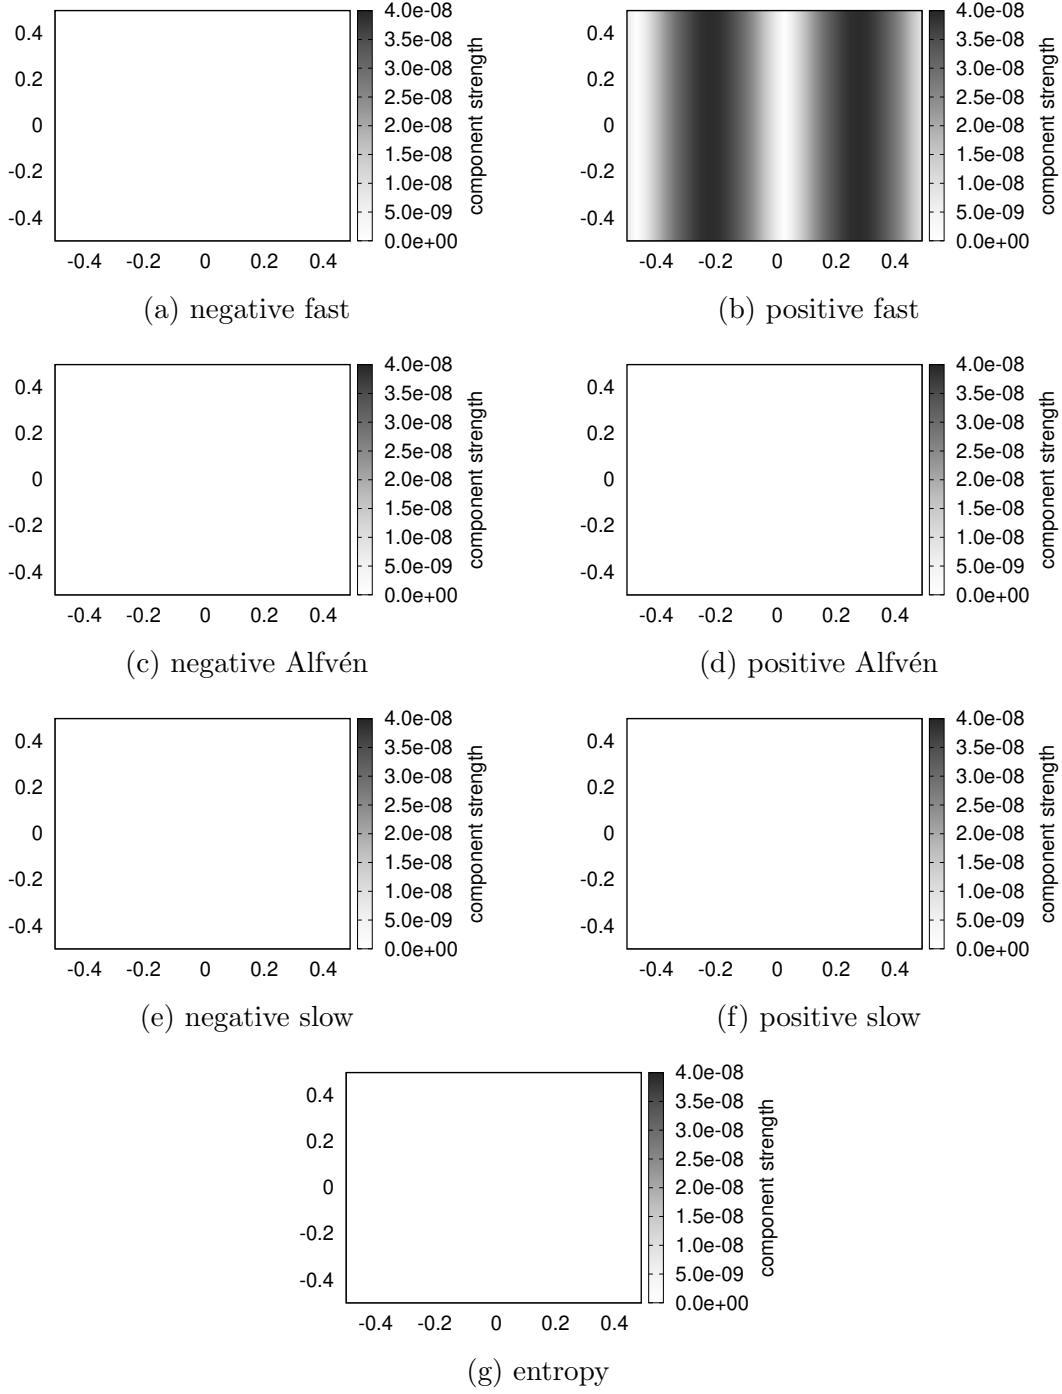 0.4
0.2
0
-0.2
-0.4
-0.4 -0.2 0 0.2 0.4
4.0e-08
3.5e-08
3.0e-08
2.5e-08
2.0e-08
1.5e-08
1.0e-08
5.0e-09
0.0e+00
component strength
(a) negative fast
0.4
0.2
0
-0.2
-0.4
-0.4 -0.2 0 0.2 0.4
4.0e-08
3.5e-08
3.0e-08
2.5e-08
2.0e-08
1.5e-08
1.0e-08
5.0e-09
0.0e+00
component strength
(b) positive fast
0.4
0.2
0
-0.2
-0.4
-0.4 -0.2 0 0.2 0.4
4.0e-08
3.5e-08
3.0e-08
2.5e-08
2.0e-08
1.5e-08
1.0e-08
5.0e-09
0.0e+00
component strength
(c) negative Alfvén
0.4
0.2
0
-0.2
-0.4
-0.4 -0.2 0 0.2 0.4
4.0e-08
3.5e-08
3.0e-08
2.5e-08
2.0e-08
1.5e-08
1.0e-08
5.0e-09
0.0e+00
component strength
(d) positive Alfvén
0.4
0.2
0
-0.2
-0.4
-0.4 -0.2 0 0.2 0.4
4.0e-08
3.5e-08
3.0e-08
2.5e-08
2.0e-08
1.5e-08
1.0e-08
5.0e-09
0.0e+00
component strength
(e) negative slow
0.4
0.2
0
-0.2
-0.4
-0.4 -0.2 0 0.2 0.4
4.0e-08
3.5e-08
3.0e-08
2.5e-08
2.0e-08
1.5e-08
1.0e-08
5.0e-09
0.0e+00
component strength
(f) positive slow
0.4
0.2
0
-0.2
-0.4
-0.4 -0.2 0 0.2 0.4
4.0e-08
3.5e-08
3.0e-08
2.5e-08
2.0e-08
1.5e-08
1.0e-08
5.0e-09
0.0e+00
component strength
(g) entropy